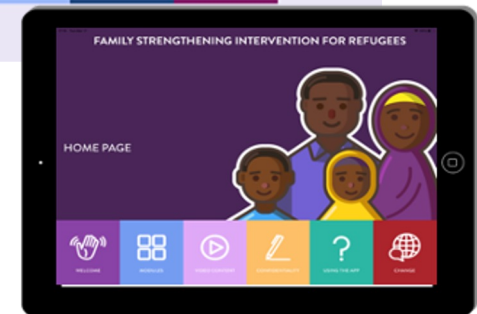 FAMILY STRENGTHENING INTERVENTION FOR REFUGEES
HOME PAGE
WELCOME
MODULES
VIDEO CONTENT
CONFIDENTIALITY
USING THE APP
CHANGE